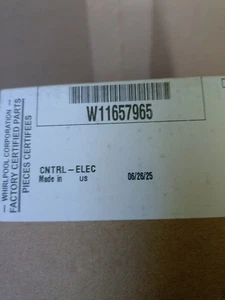 WHIRLPOOL CORPORATION
FACTORY CERTIFIED PARTS
PIECES CERTIFIEES
W11657965
CNTRL-ELEC
Made in US 06/26/25